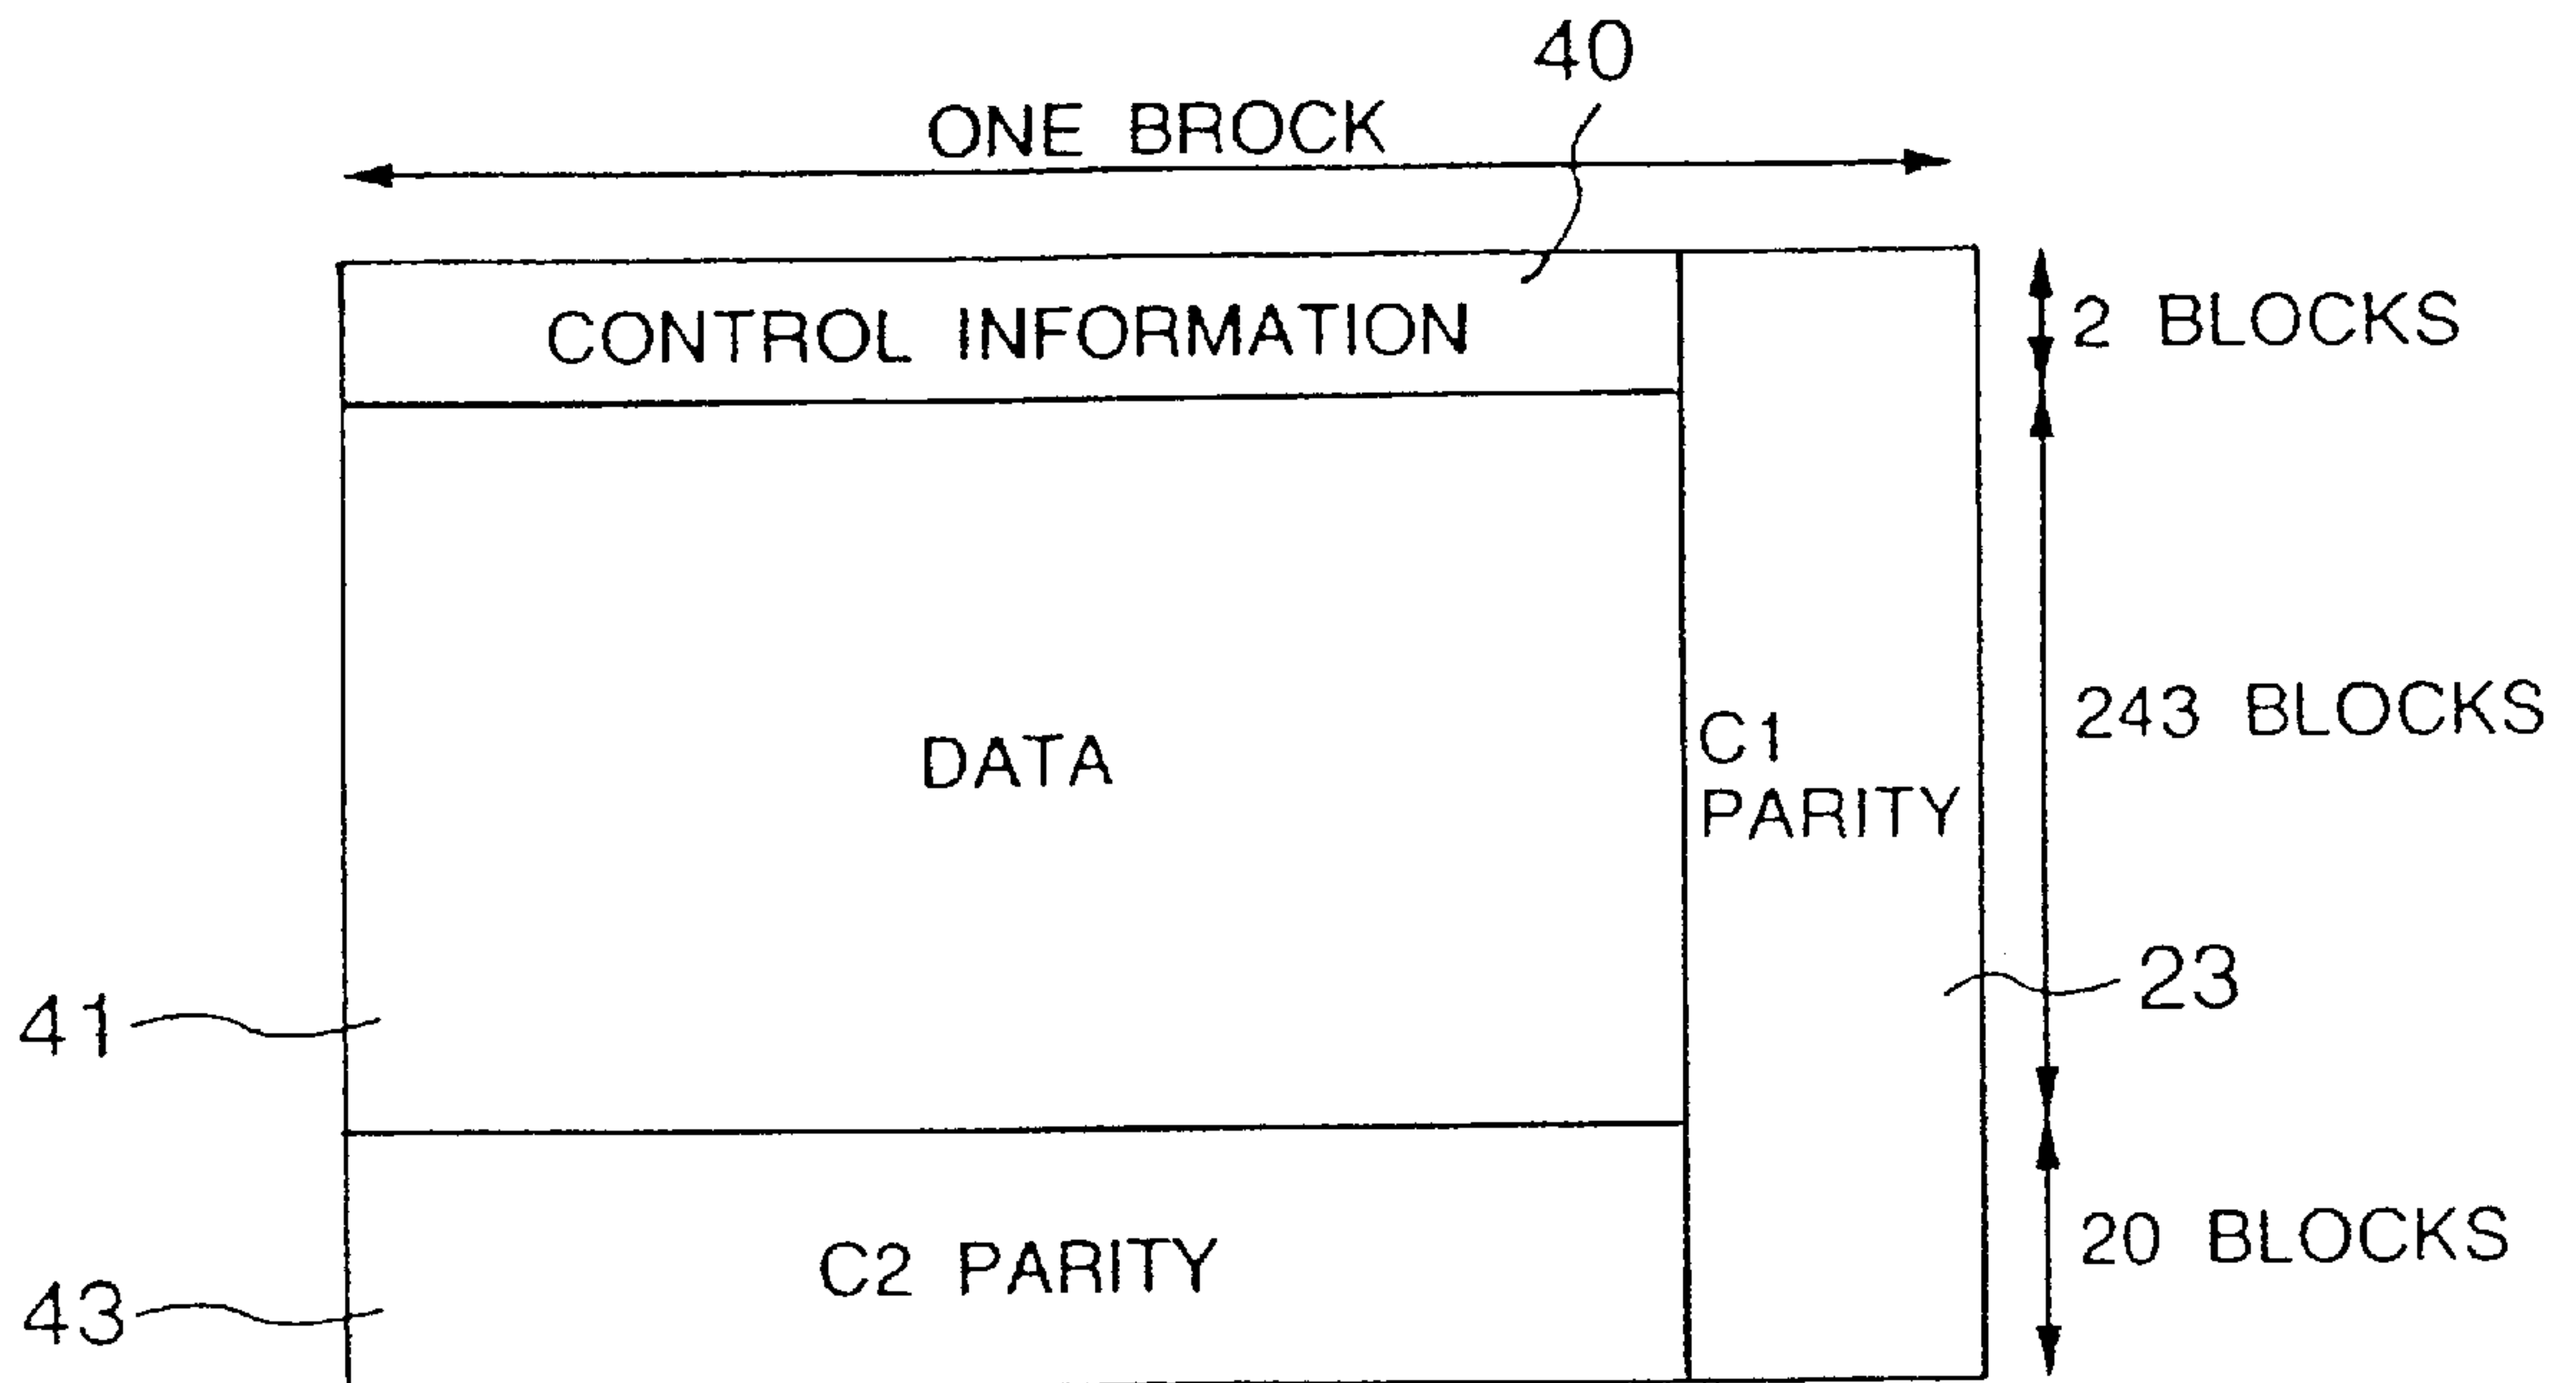 40
ONE BROCK
CONTROL INFORMATION
2 BLOCKS
DATA
C1
PARITY
243 BLOCKS
41
23
C2 PARITY
20 BLOCKS
43